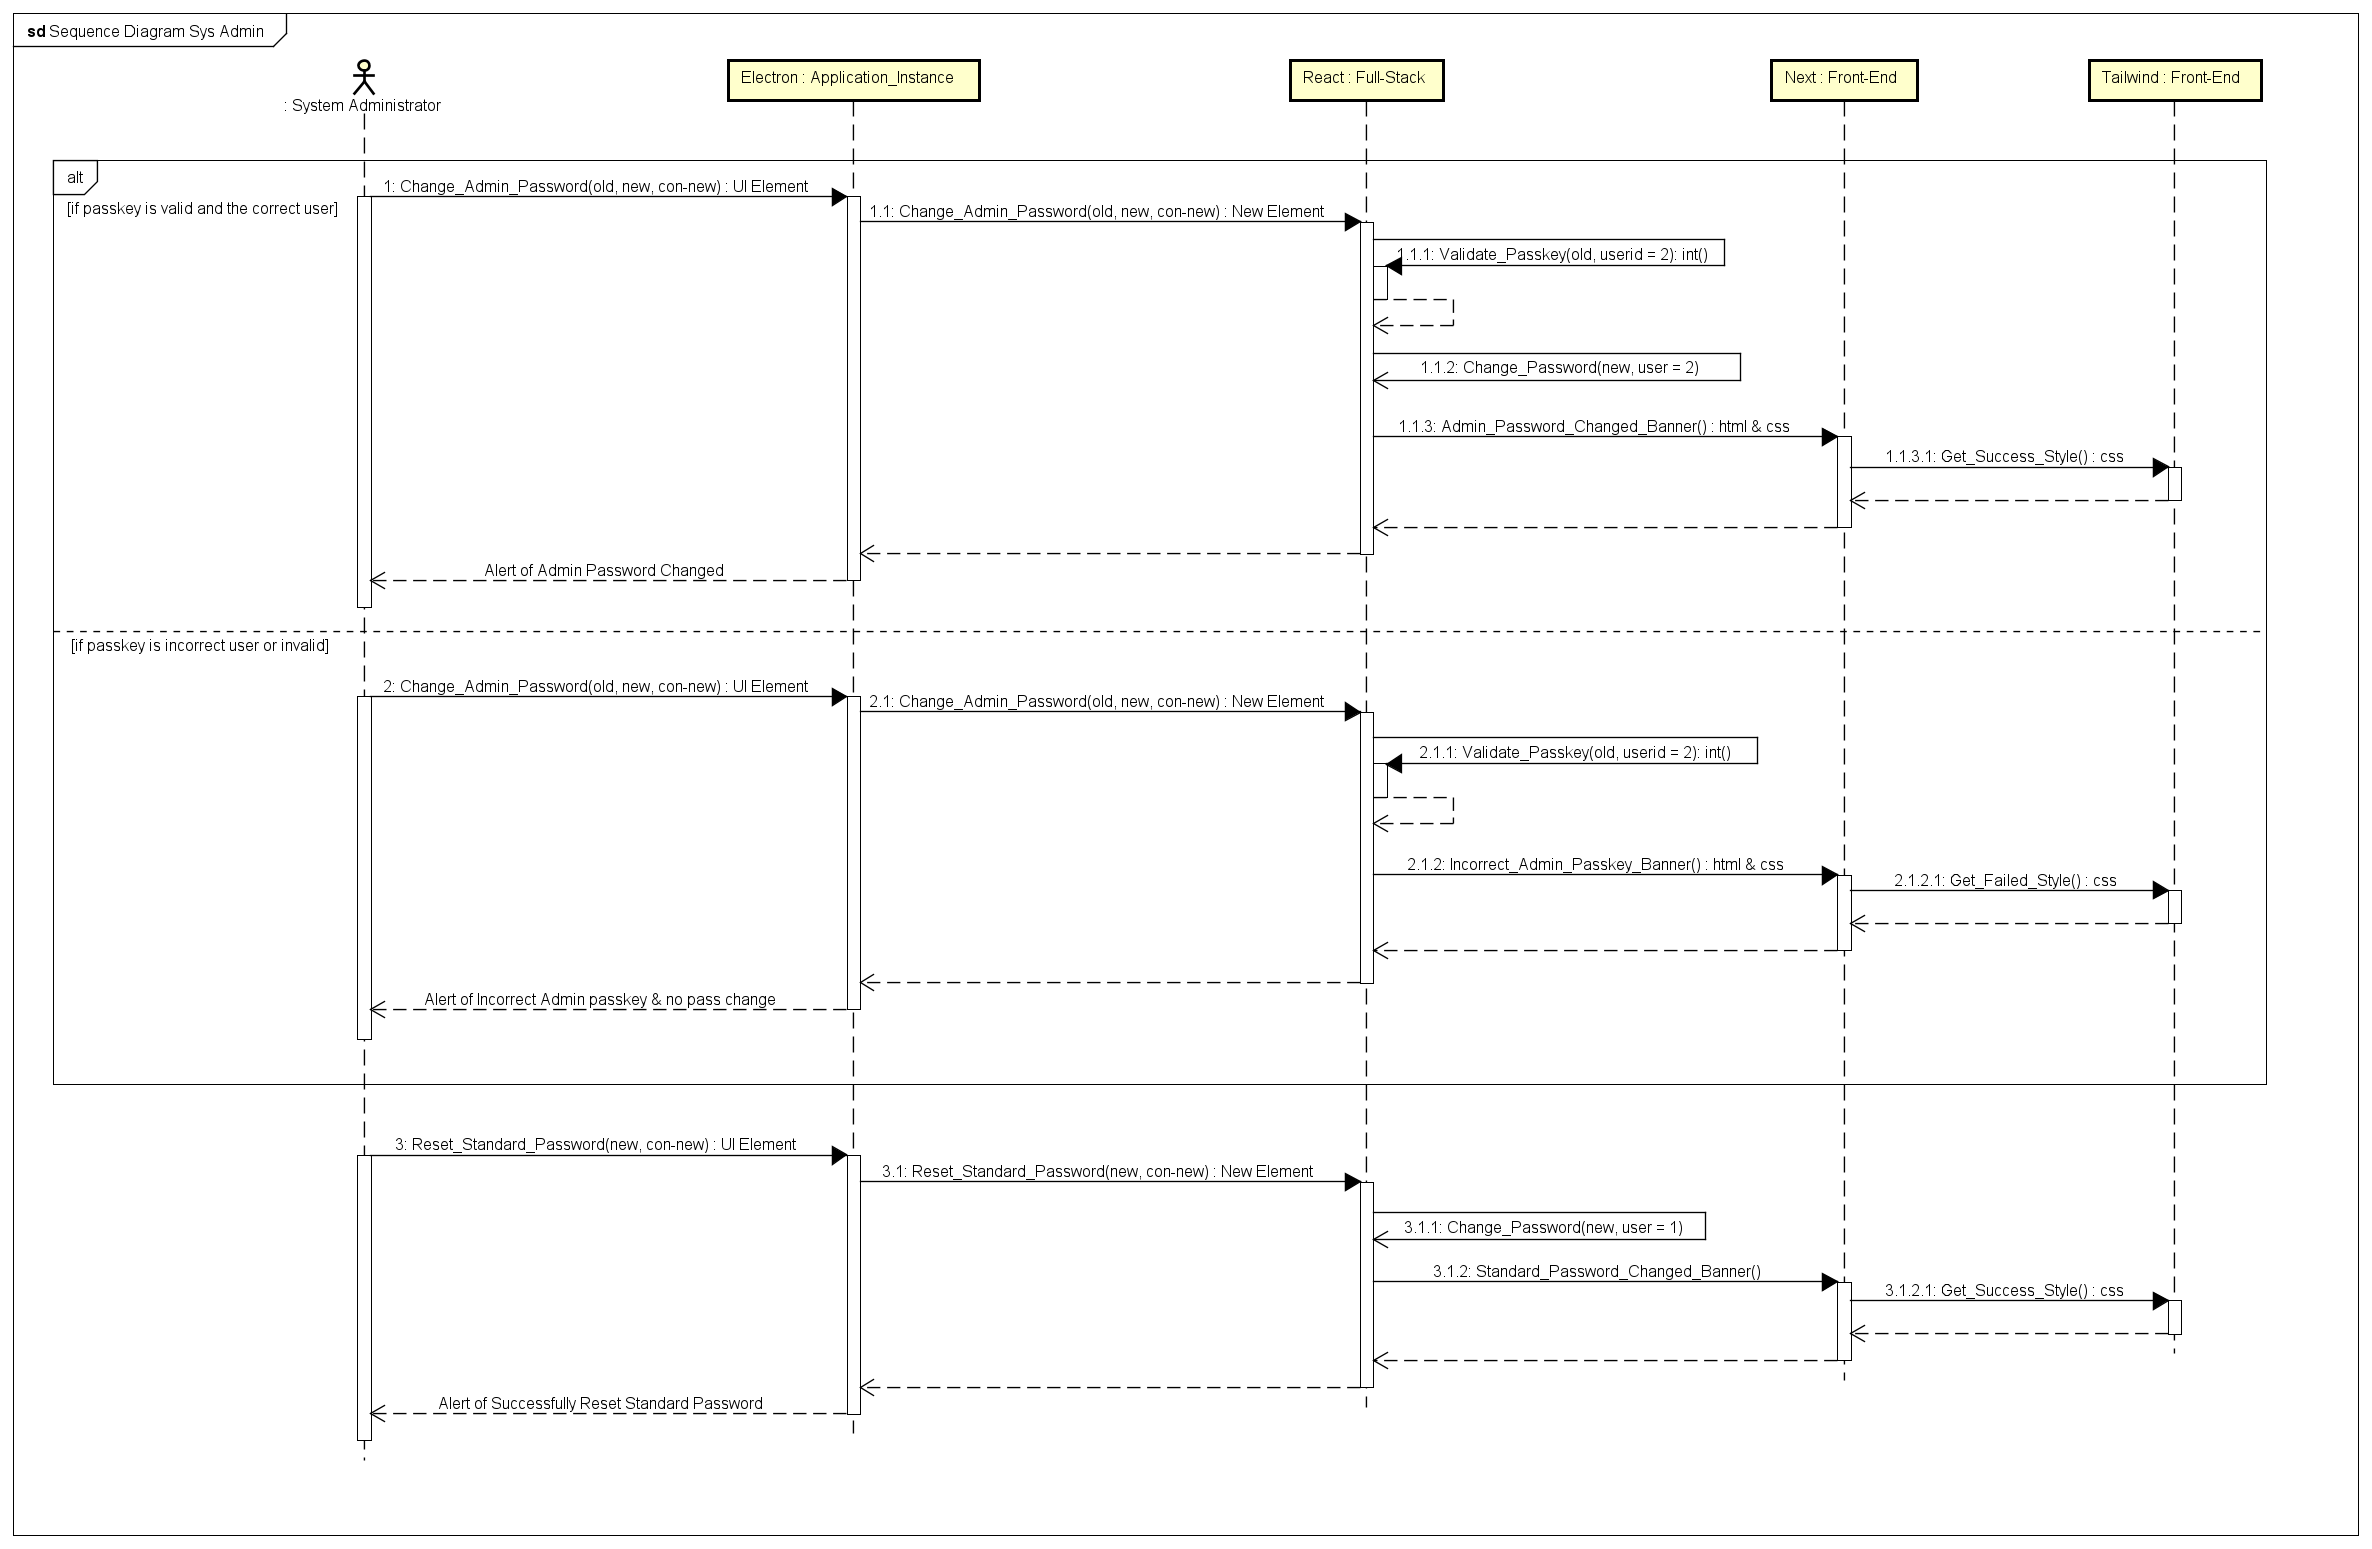 sd Sequence Diagram Sys Admin
: System Administrator
Electron : Application_Instance
React : Full-Stack
Next : Front-End
Tailwind : Front-End
alt
[if passkey is valid and the correct user]
1: Change_Admin_Password(old, new, con-new) : UI Element
1.1: Change_Admin_Password(old, new, con-new) : New Element
1.1.1: Validate_Passkey(old, userid = 2): int()
1.1.2: Change_Password(new, user = 2)
1.1.3: Admin_Password_Changed_Banner() : html & css
1.1.3.1: Get_Success_Style() : css
Alert of Admin Password Changed
[if passkey is incorrect user or invalid]
2: Change_Admin_Password(old, new, con-new) : UI Element
2.1: Change_Admin_Password(old, new, con-new) : New Element
2.1.1: Validate_Passkey(old, userid = 2): int()
2.1.2: Incorrect_Admin_Passkey_Banner() : html & css
2.1.2.1: Get_Failed_Style() : css
Alert of Incorrect Admin passkey & no pass change
3: Reset_Standard_Password(new, con-new) : UI Element
3.1: Reset_Standard_Password(new, con-new) : New Element
3.1.1: Change_Password(new, user = 1)
3.1.2: Standard_Password_Changed_Banner()
3.1.2.1: Get_Success_Style() : css
Alert of Successfully Reset Standard Password